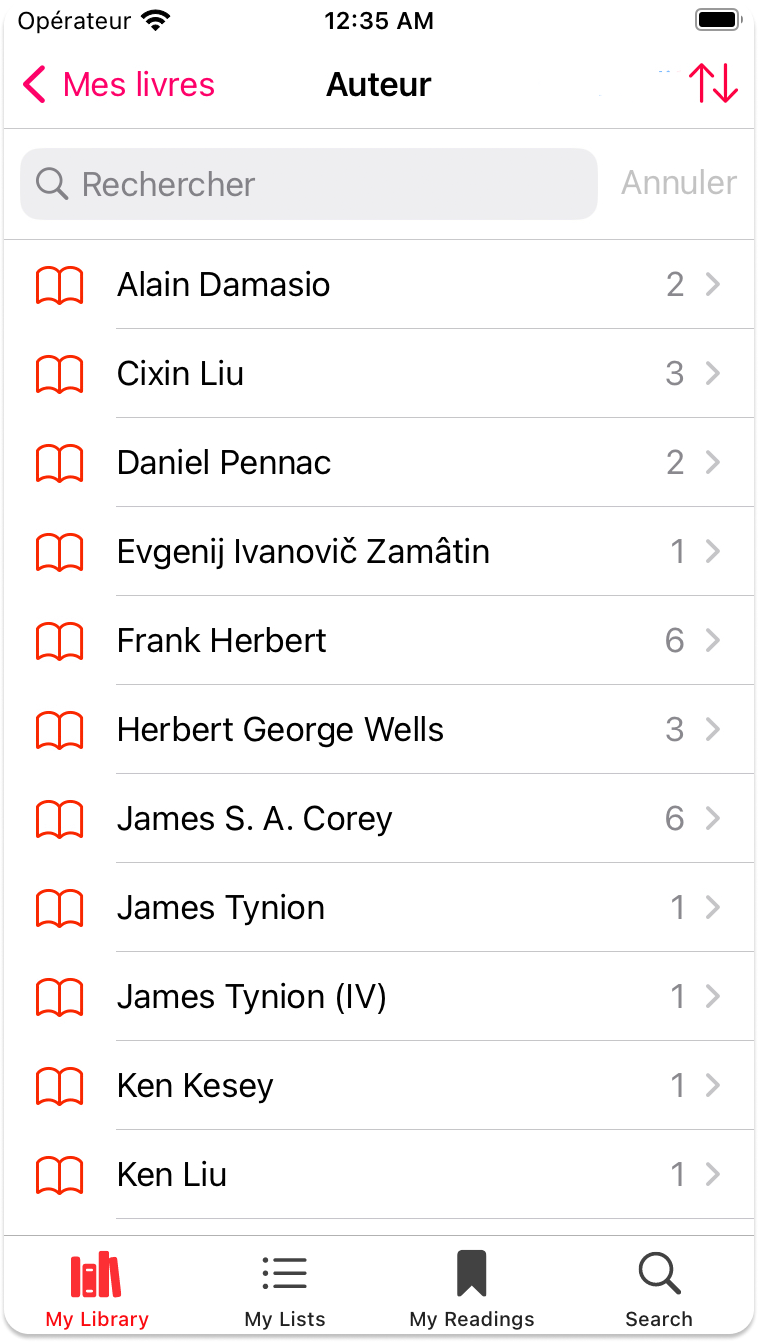 Opérateur 12:35 AM
Mes livres Auteur
Rechercher Annuler
Alain Damasio 2
Cixin Liu 3
Daniel Pennac 2
Evgenij Ivanovič Zamâtin 1
Frank Herbert 6
Herbert George Wells 3
James S. A. Corey 6
James Tynion 1
James Tynion (IV) 1
Ken Kesey 1
Ken Liu 1
My Library My Lists My Readings Search